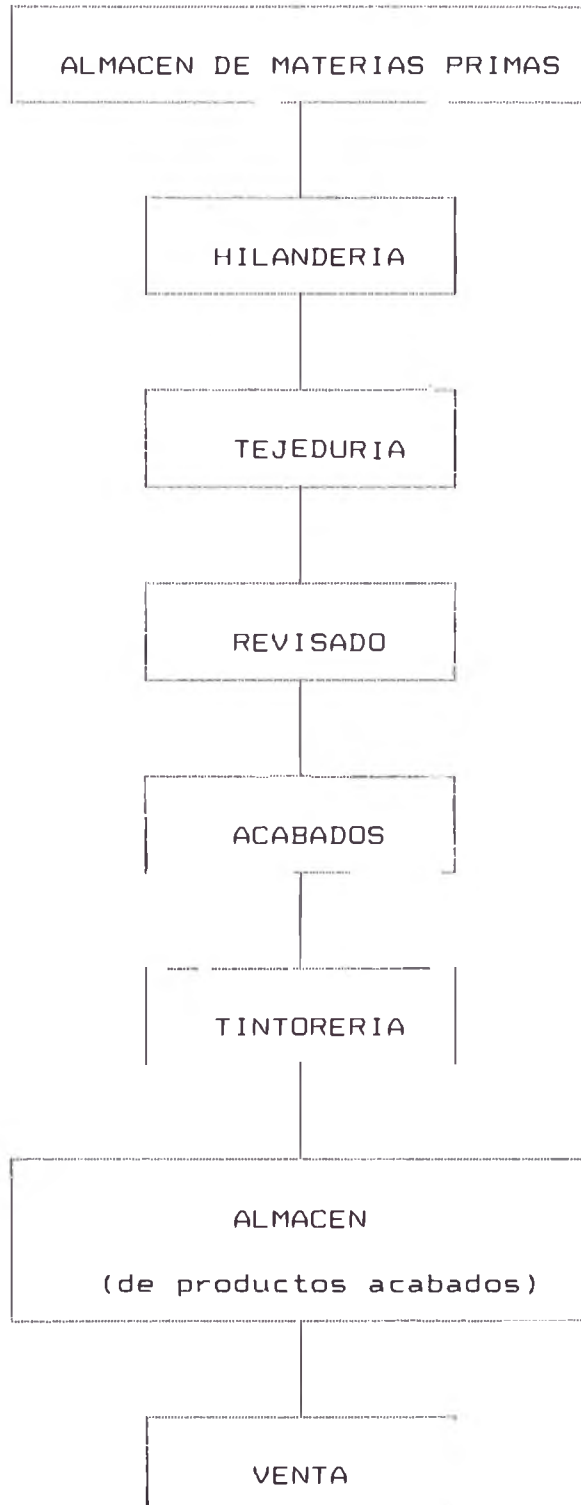 ALMACEN DE MATERIAS PRIMAS
HILANDERIA
TEJEDURIA
REVISADO
ACABADOS
TINTORERIA
ALMACEN
(de productos acabados)
VENTA